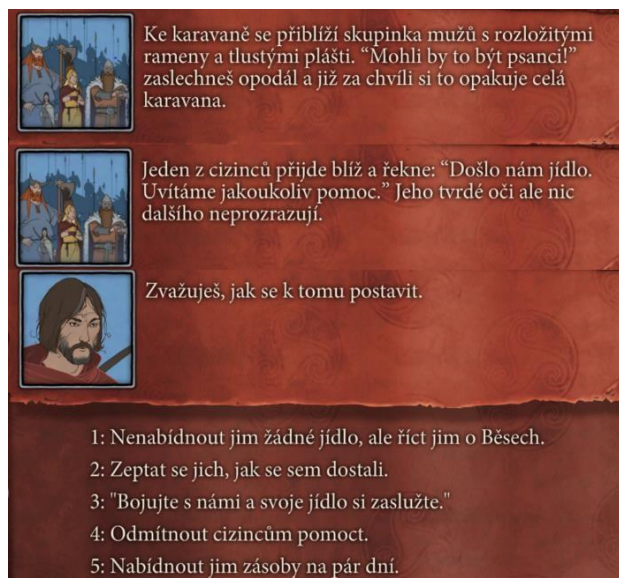 Ke karavaně se přiblíží skupinka mužů s rozložitými
rameny a tlustými plášti. “Mohli by to být psanci!”
zaslechneš opodál a již za chvíli si to opakuje celá
karavana.
Jeden z cizinců přijde blíž a řekne: “Došlo nám jídlo.
Uvítáme jakoukoliv pomoc.” Jeho tvrdé oči ale nic
dalšího neprozrazují.
Zvažuješ, jak se k tomu postavit.
1: Nenabídnout jim žádné jídlo, ale říct jim o Běsech.
2: Zeptat se jich, jak se sem dostali.
3: "Bojujte s námi a svoje jídlo si zaslužte."
4: Odmítnout cizincům pomoct.
5: Nabídnout jim zásoby na pár dní.